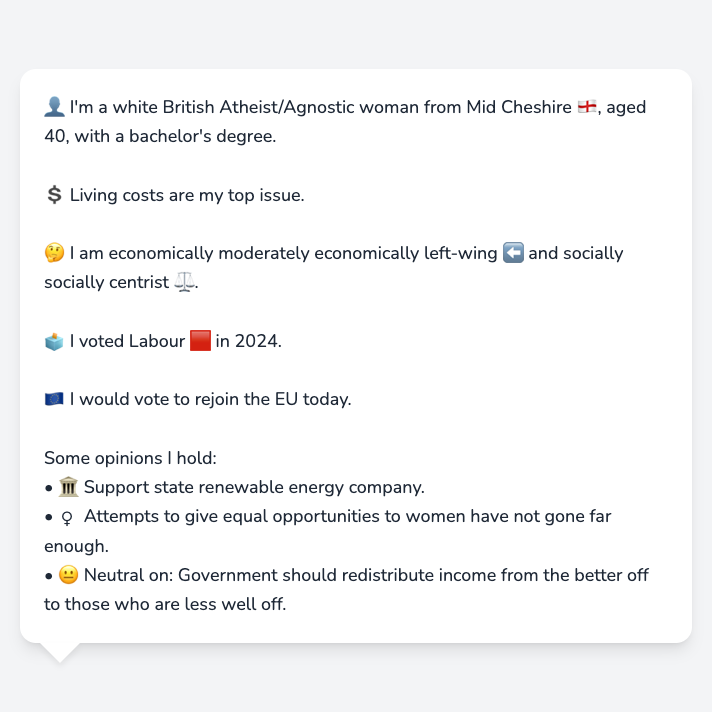 👤 I'm a white British Atheist/Agnostic woman from Mid Cheshire 🏴󠁧󠁢󠁥󠁮󠁧󠁿, aged
40, with a bachelor's degree.
💲 Living costs are my top issue.
🤔 I am economically moderately economically left-wing ⬅️ and socially
socially centrist ⚖️.
🗳️ I voted Labour 🟥 in 2024.
🇪🇺 I would vote to rejoin the EU today.
Some opinions I hold:
• 🏛️ Support state renewable energy company.
• ♀ Attempts to give equal opportunities to women have not gone far
enough.
• 😐 Neutral on: Government should redistribute income from the better off
to those who are less well off.